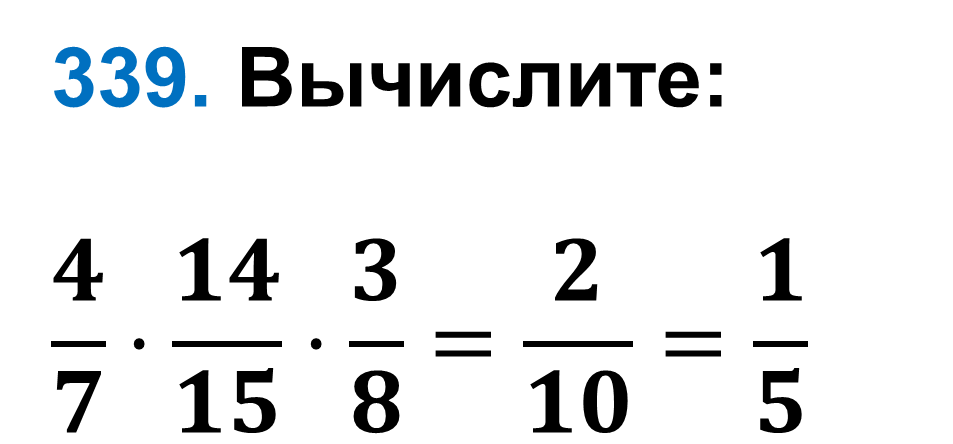 339. Вычислите:
4/7 · 14/15 · 3/8 = 2/10 = 1/5